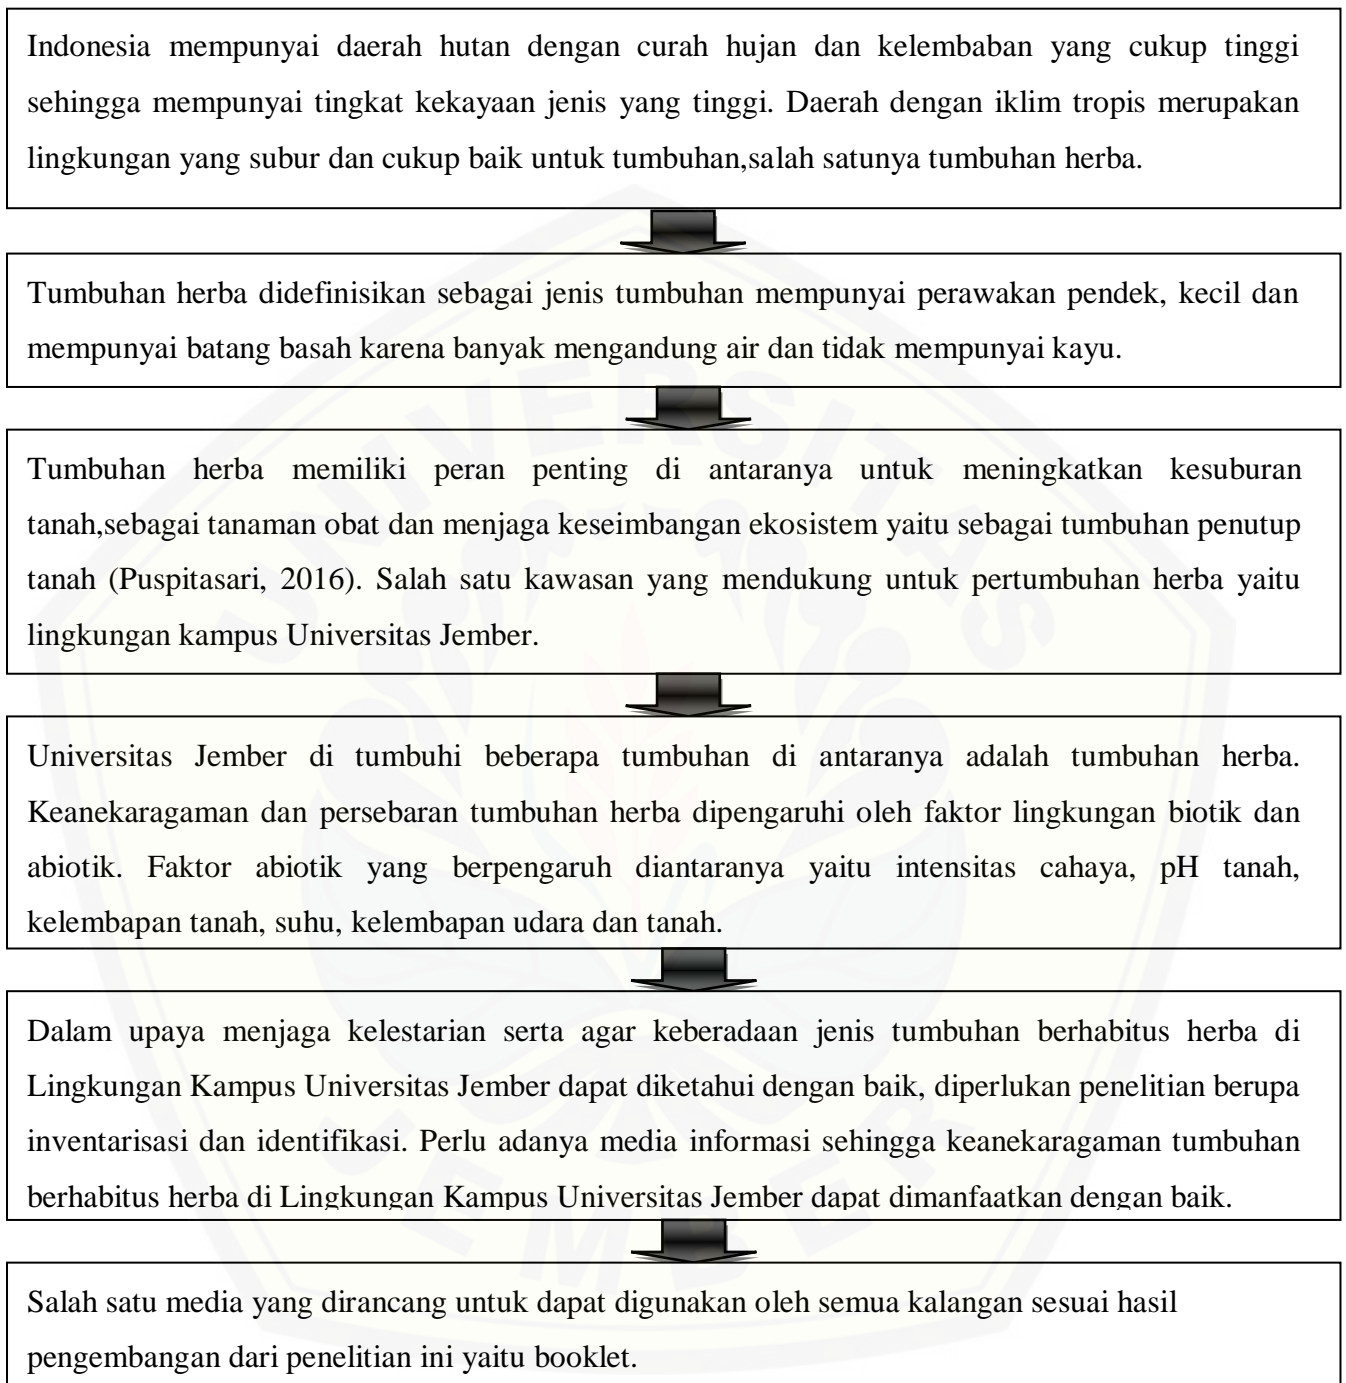 Indonesia mempunyai daerah hutan dengan curah hujan dan kelembaban yang cukup tinggi
sehingga mempunyai tingkat kekayaan jenis yang tinggi. Daerah dengan iklim tropis merupakan
lingkungan yang subur dan cukup baik untuk tumbuhan,salah satunya tumbuhan herba.
Tumbuhan herba didefinisikan sebagai jenis tumbuhan mempunyai perawakan pendek, kecil dan
mempunyai batang basah karena banyak mengandung air dan tidak mempunyai kayu.
Tumbuhan herba memiliki peran penting di antaranya untuk meningkatkan kesuburan
tanah,sebagai tanaman obat dan menjaga keseimbangan ekosistem yaitu sebagai tumbuhan penutup
tanah (Puspitasari, 2016). Salah satu kawasan yang mendukung untuk pertumbuhan herba yaitu
lingkungan kampus Universitas Jember.
Universitas Jember di tumbuhi beberapa tumbuhan di antaranya adalah tumbuhan herba.
Keanekaragaman dan persebaran tumbuhan herba dipengaruhi oleh faktor lingkungan biotik dan
abiotik. Faktor abiotik yang berpengaruh diantaranya yaitu intensitas cahaya, pH tanah,
kelembapan tanah, suhu, kelembapan udara dan tanah.
Dalam upaya menjaga kelestarian serta agar keberadaan jenis tumbuhan berhabitus herba di
Lingkungan Kampus Universitas Jember dapat diketahui dengan baik, diperlukan penelitian berupa
inventarisasi dan identifikasi. Perlu adanya media informasi sehingga keanekaragaman tumbuhan
berhabitus herba di Lingkungan Kampus Universitas Jember dapat dimanfaatkan dengan baik.
Salah satu media yang dirancang untuk dapat digunakan oleh semua kalangan sesuai hasil
pengembangan dari penelitian ini yaitu booklet.
UNIVERSITAS
JEMBER